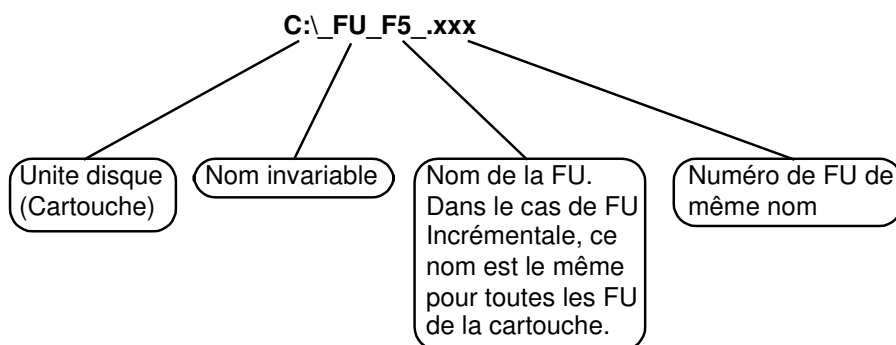 C:\_FU_F5_.xxx
Unite disque
(Cartouche)
Nom invariable
Nom de la FU.
Dans le cas de FU
Incrémentale, ce
nom est le même
pour toutes les FU
de la cartouche.
Numéro de FU de
même nom